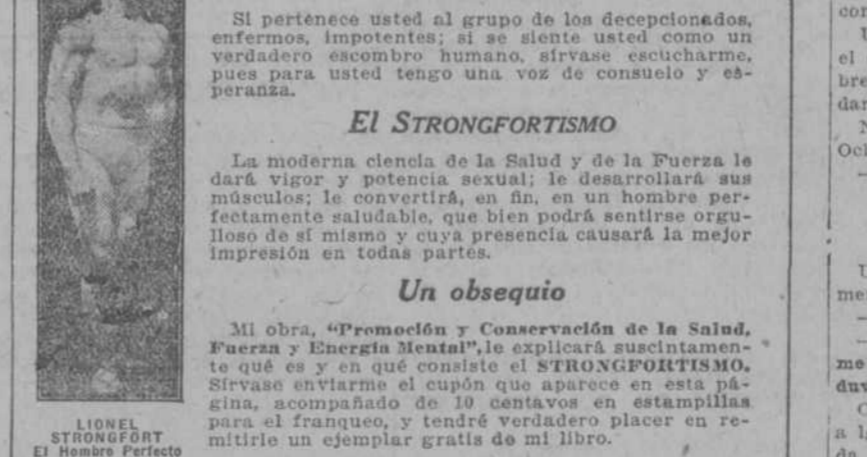 Si pertenece usted al grupo de los decepcionados,
enfermos, impotentes; si se siente usted como un
verdadero escombro humano, sírvase escucharme,
pues para usted tengo una voz de consuelo y es-
peranza.
El STRONGFORTISMO
La moderna ciencia de la Salud y de la Fuerza le
dará vigor y potencia sexual; le desarrollará sus
músculos; le convertirá, en fin, en un hombre per-
fectamente saludable, que bien podrá sentirse orgu-
lloso de sí mismo y cuya presencia causará la mejor
impresión en todas partes.
Un obsequio
Mi obra, "Promoción y Conservación de la Salud,
Fuerza y Energía Mental", le explicará suscintamen-
te qué es y en qué consiste el STRONGFORTISMO.
Sírvase enviarme el cupón que aparece en esta pá-
gina, acompañado de 10 centavos en estampillas
para el franqueo, y tendré verdadero placer en re-
mitirle un ejemplar gratis de mi libro.
LIONEL
STRONGFORT
El Hombre Perfecto